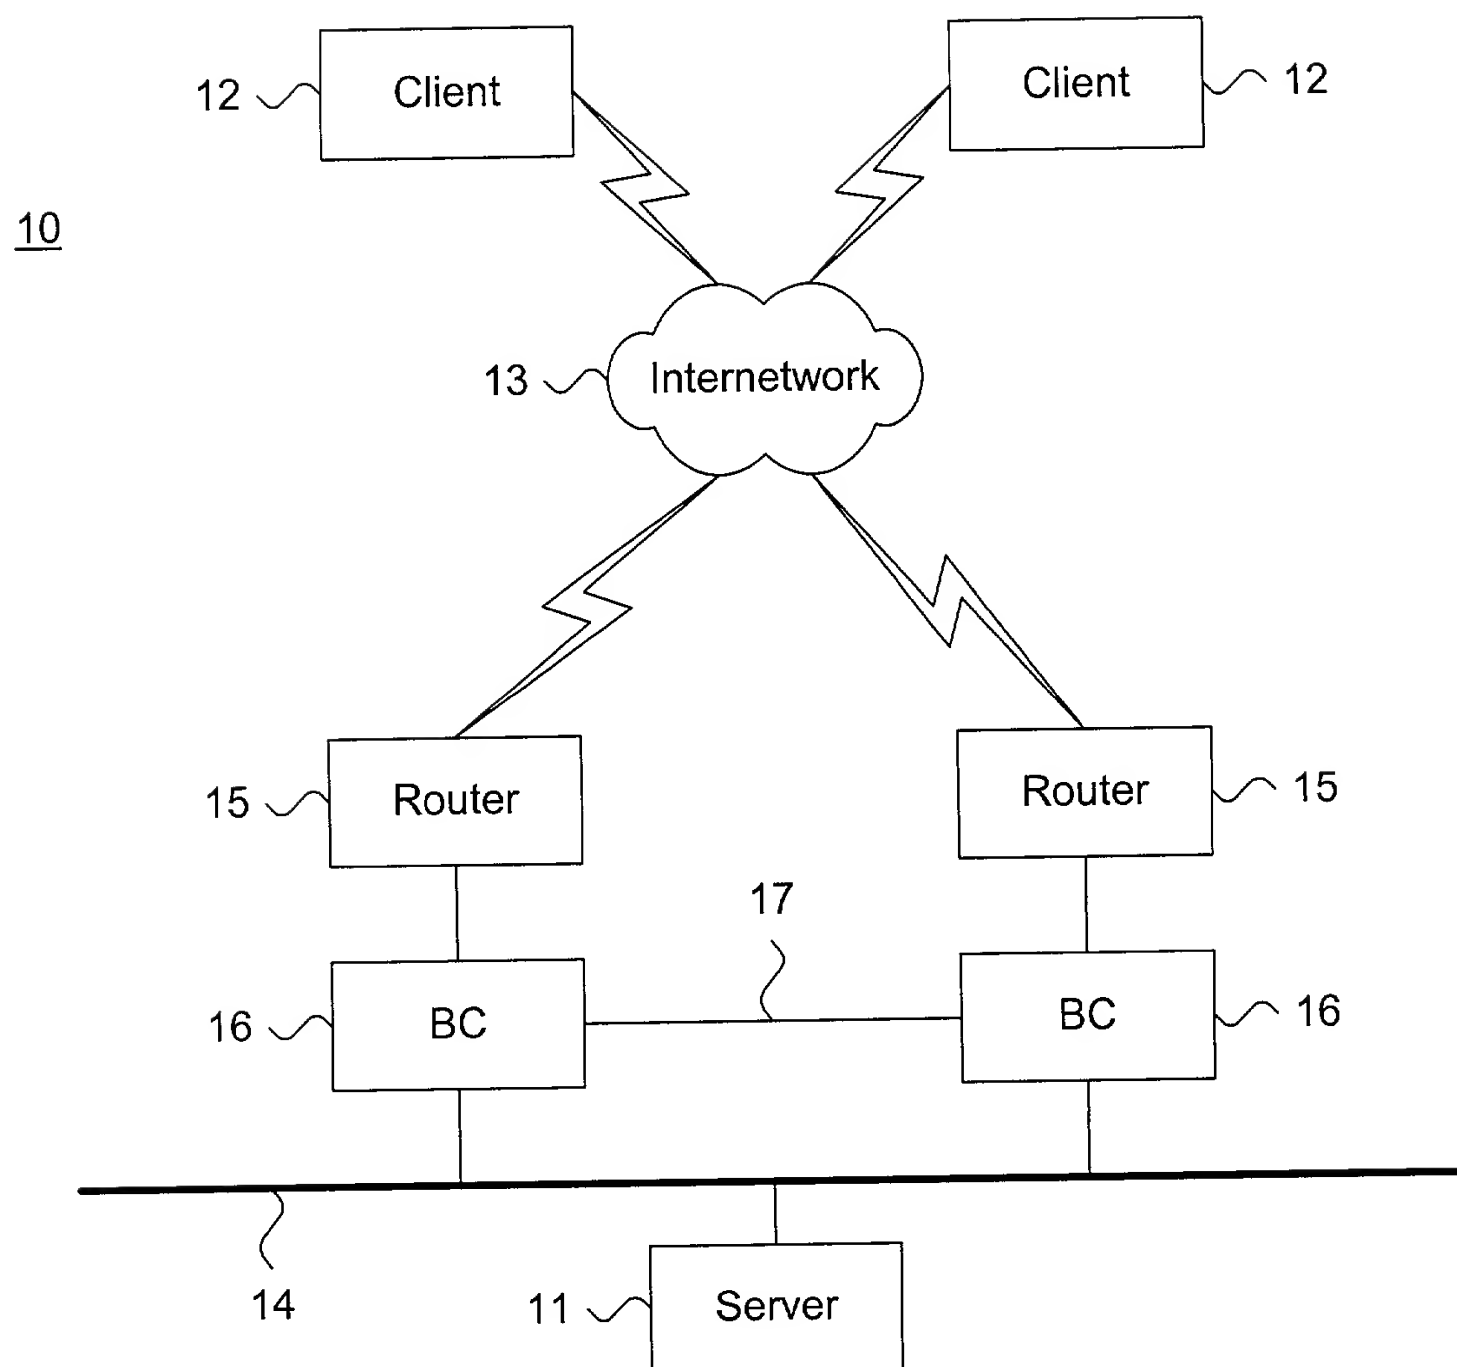 12 Client Client 12
10
13 Internetwork
15 Router Router 15
17
16 BC BC 16
14 11 Server